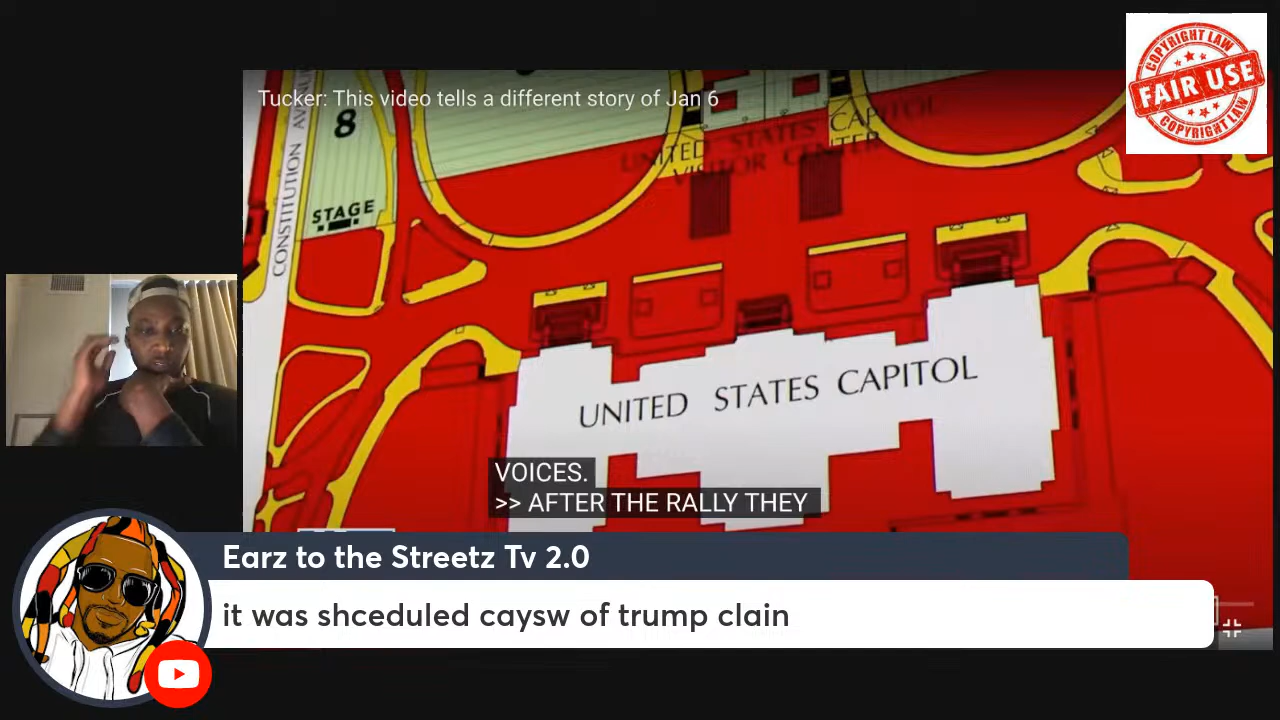 COPYRIGHT LAW
FAIR USE
COPYRIGHT LAW
Tucker: This video tells a different story of Jan 6
8
CONSTITUTION AVENU
STAGE
UNITED STATES CAPITOL
VISITOR CENTER
UNITED STATES CAPITOL
VOICES.
>> AFTER THE RALLY THEY
Earz to the Streetz Tv 2.0
it was shceduled caysw of trump clain